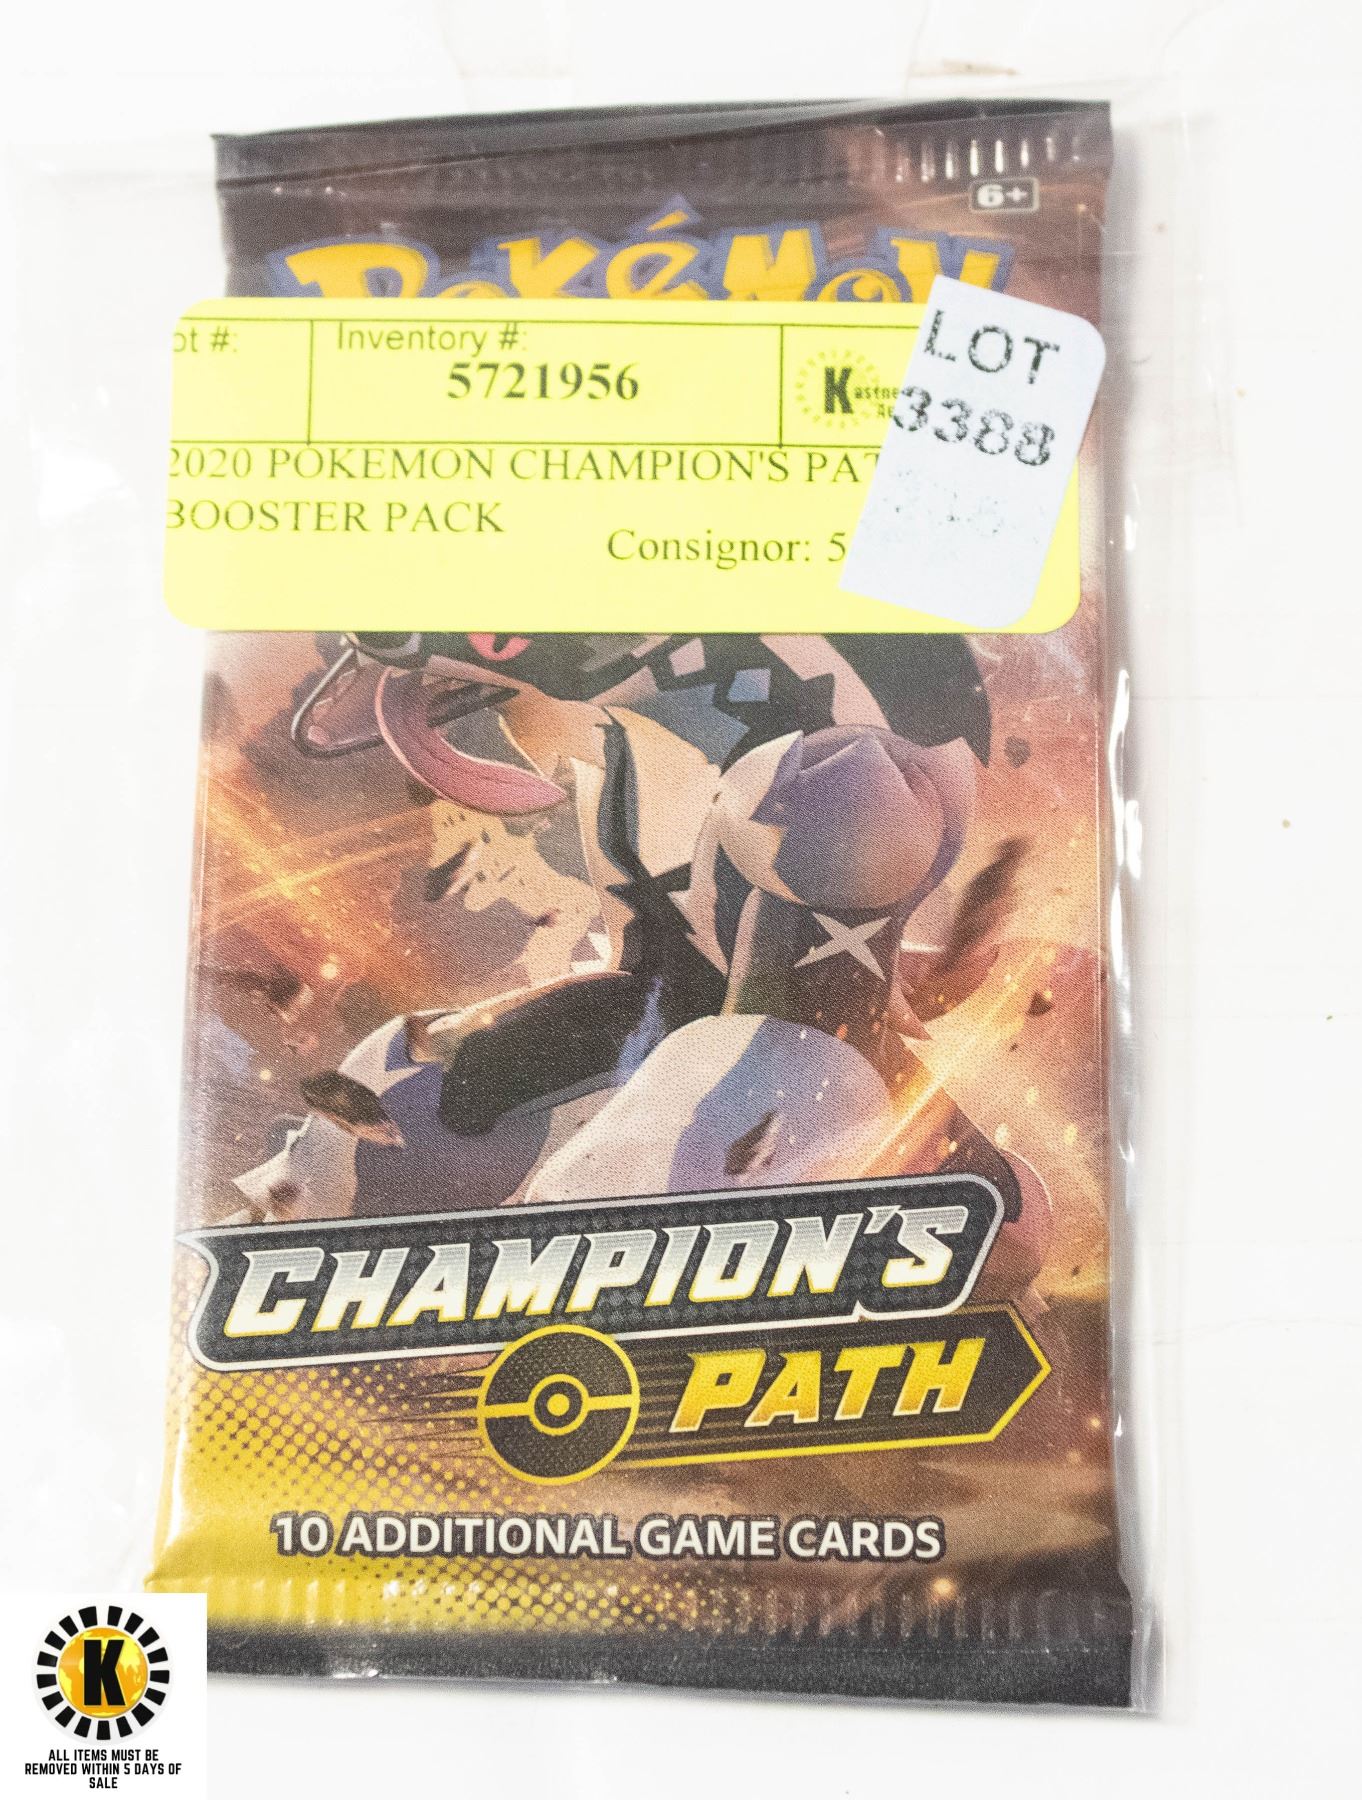 6+
POKÉMON
ot #:
Inventory #:
5721956
K
LOT
3388
2020 POKEMON CHAMPION'S PAT
BOOSTER PACK
Consignor: 5
CHAMPION'S
PATH
10 ADDITIONAL GAME CARDS
K
ALL ITEMS MUST BE
REMOVED WITHIN 5 DAYS OF
SALE